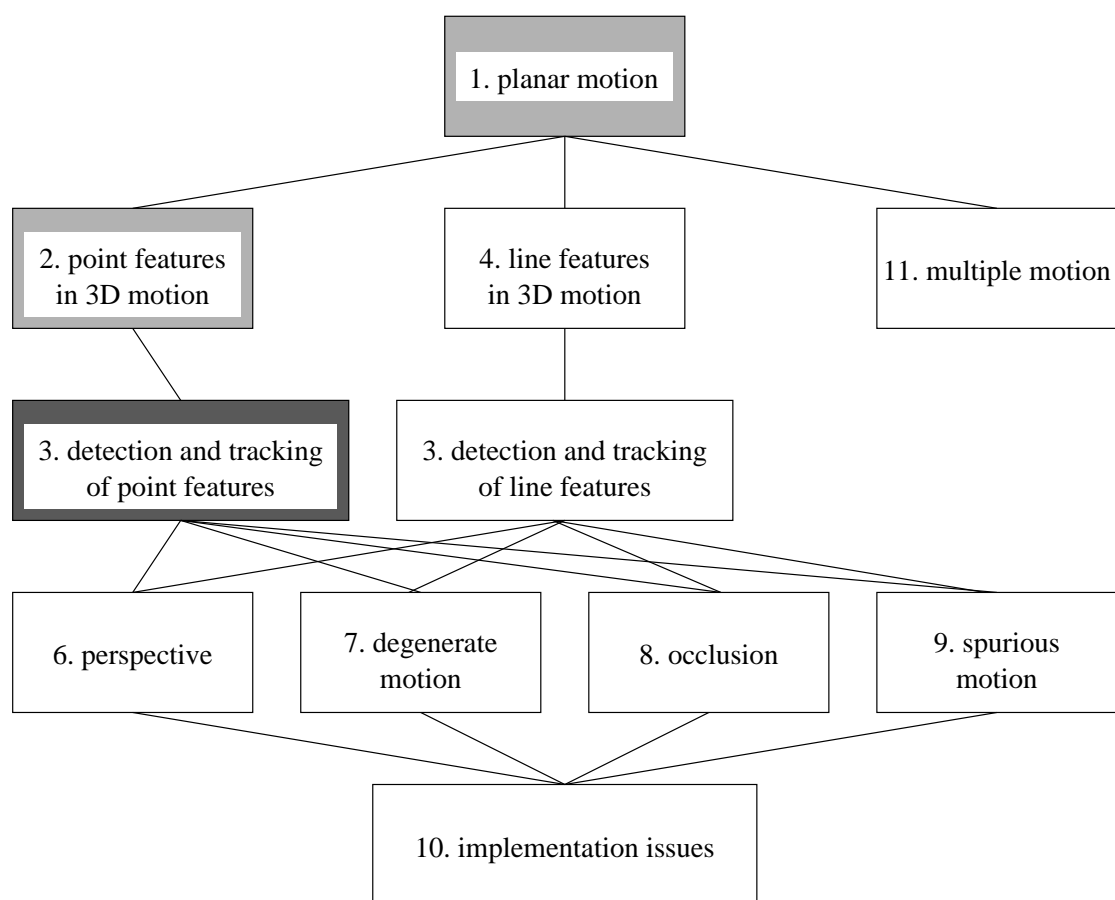 1. planar motion
2. point features
in 3D motion
4. line features
in 3D motion
11. multiple motion
3. detection and tracking
of point features
3. detection and tracking
of line features
6. perspective
7. degenerate
motion
8. occlusion
9. spurious
motion
10. implementation issues